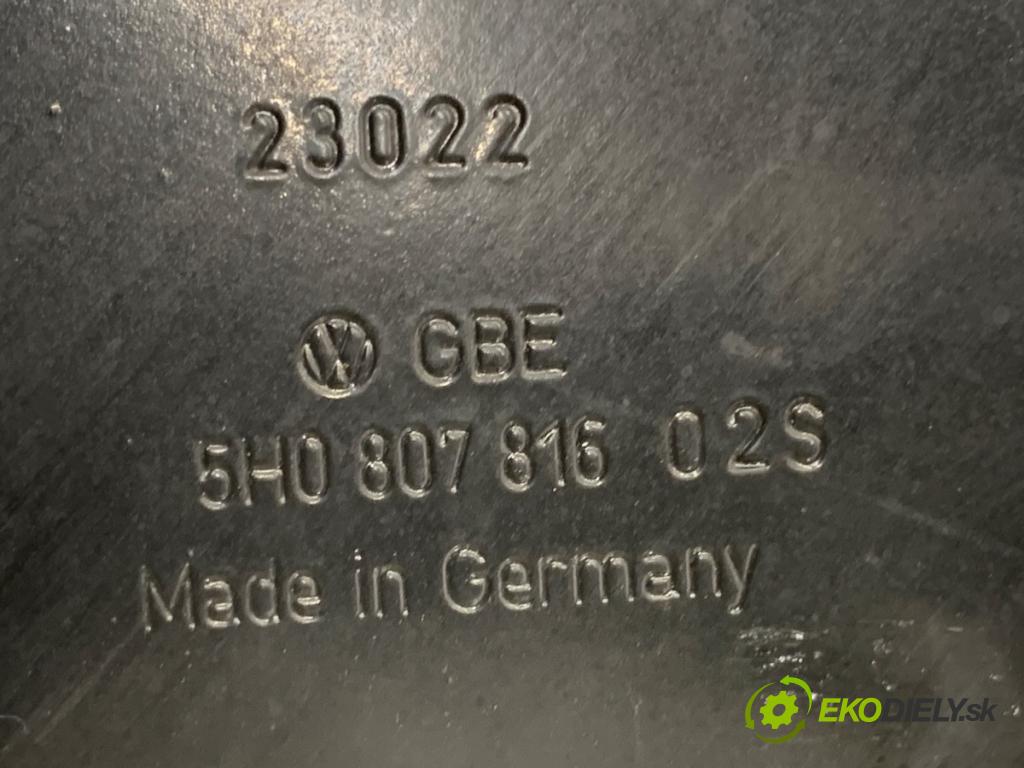 23022
GBE
5H0 807 816 02S
Made in Germany
EKODIELY.sk